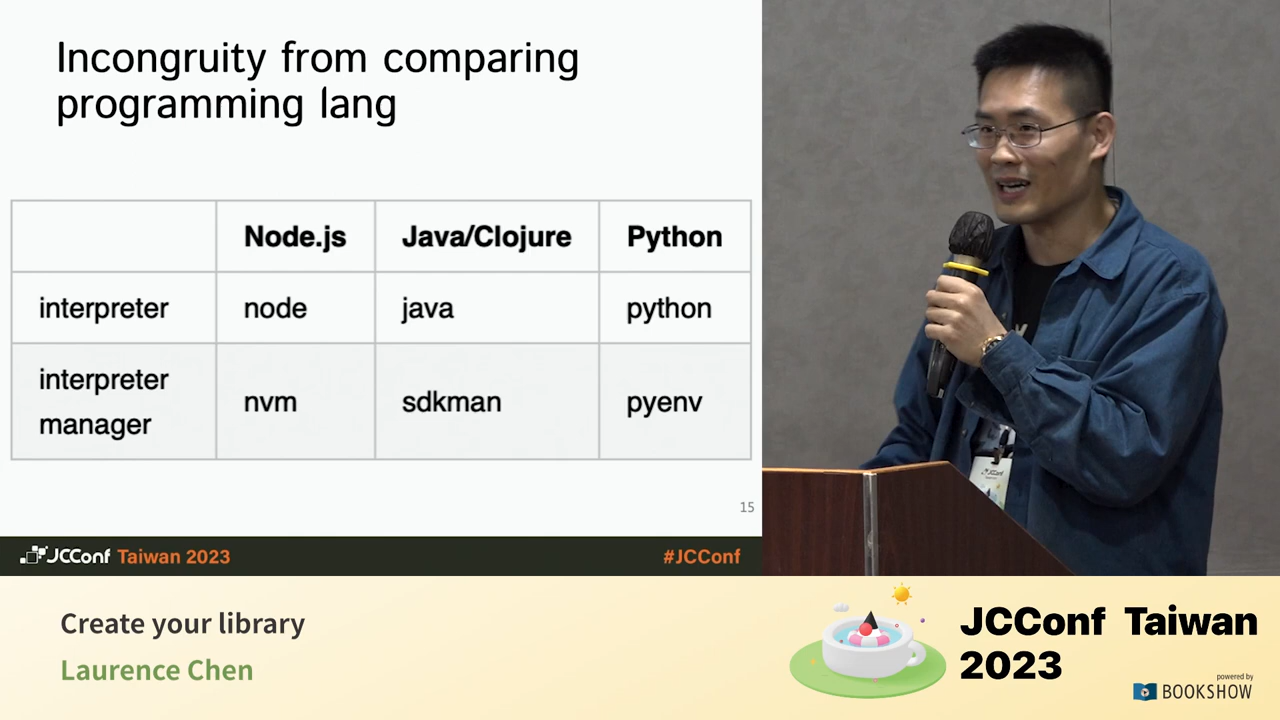 Incongruity from comparing
programming lang
Node.js Java/Clojure Python
interpreter node java python
interpreter
manager nvm sdkman pyenv
15
JCConf Taiwan 2023
#JCConf
Create your library
Laurence Chen
JCConf Taiwan
2023
powered by
BOOKSHOW